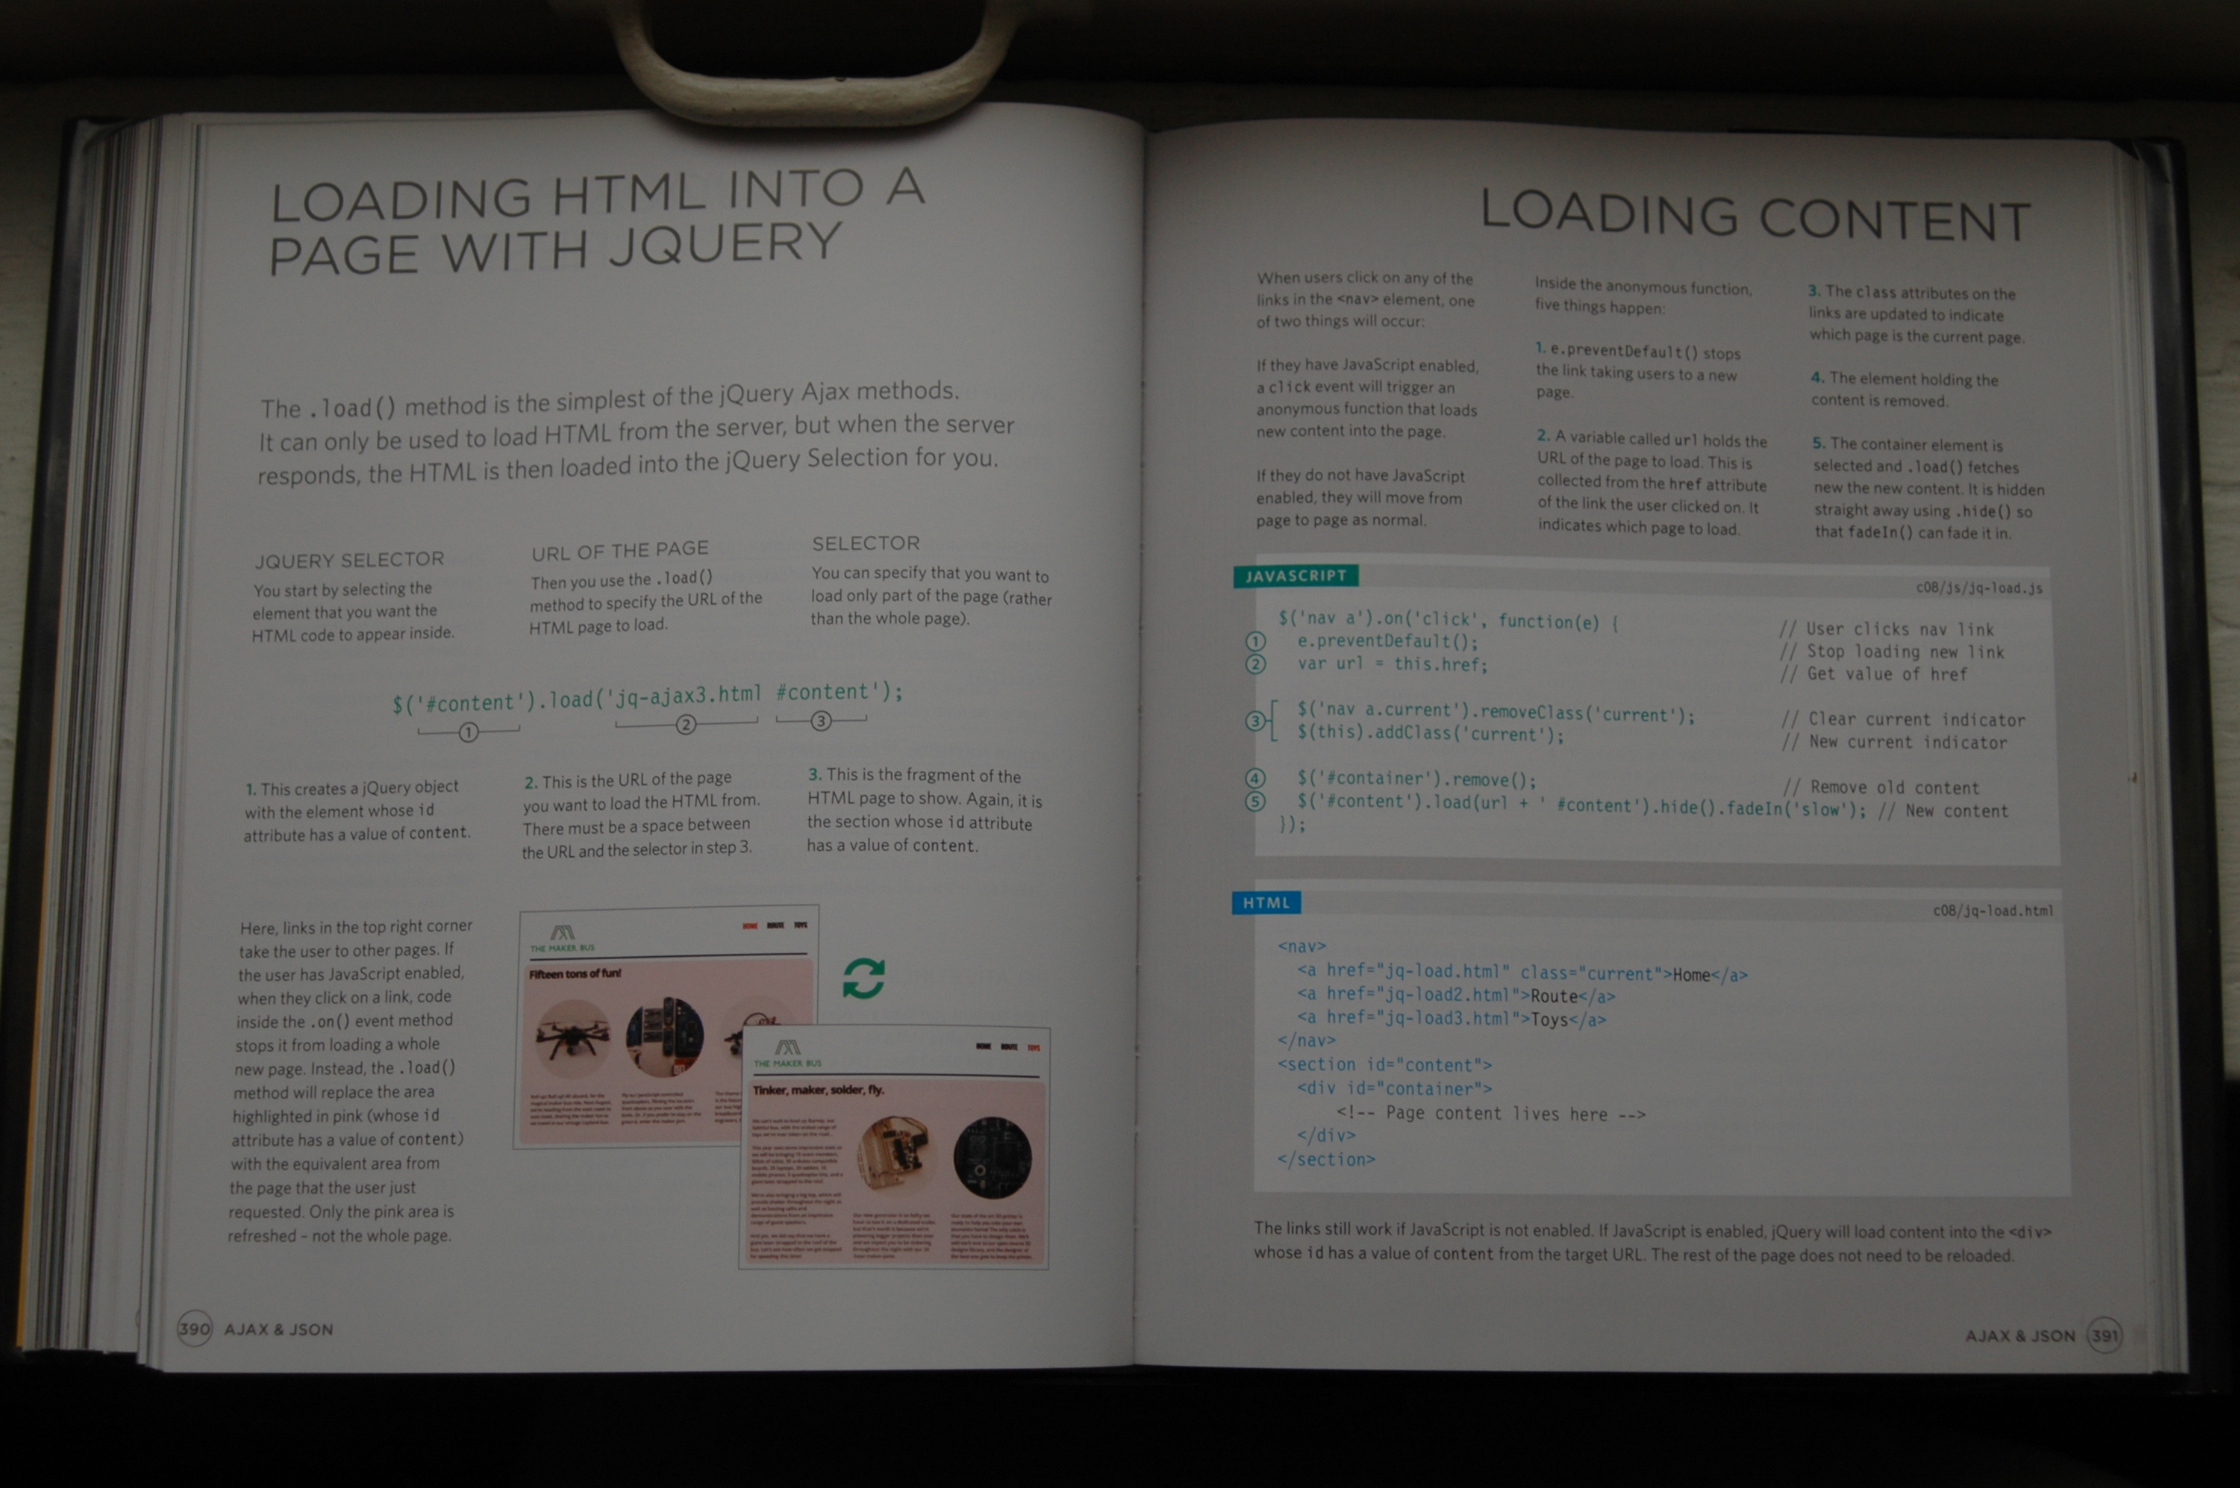 LOADING HTML INTO A
PAGE WITH JQUERY
The .load() method is the simplest of the jQuery Ajax methods.
It can only be used to load HTML from the server, but when the server
responds, the HTML is then loaded into the jQuery Selection for you.
JQUERY SELECTOR
You start by selecting the
element that you want the
HTML code to appear inside.
URL OF THE PAGE
Then you use the .load()
method to specify the URL of the
HTML page to load.
SELECTOR
You can specify that you want to
load only part of the page (rather
than the whole page).
$('#content').load('jq-ajax3.html #content');
1 2 3
1. This creates a jQuery object
with the element whose id
attribute has a value of content.
2. This is the URL of the page
you want to load the HTML from.
There must be a space between
the URL and the selector in step 3.
3. This is the fragment of the
HTML page to show. Again, it is
the section whose id attribute
has a value of content.
Here, links in the top right corner
take the user to other pages. If
the user has JavaScript enabled,
when they click on a link, code
inside the .on() event method
stops it from loading a whole
new page. Instead, the .load()
method will replace the area
highlighted in pink (whose id
attribute has a value of content)
with the equivalent area from
the page that the user just
requested. Only the pink area is
refreshed – not the whole page.
HOME ROUTE TOYS
THE MAKER BUS
Fifteen tons of fun!
HOME ROUTE TOYS
THE MAKER BUS
Tinker, maker, solder, fly.
390 AJAX & JSON
LOADING CONTENT
When users click on any of the
links in the <nav> element, one
of two things will occur:
If they have JavaScript enabled,
a click event will trigger an
anonymous function that loads
new content into the page.
If they do not have JavaScript
enabled, they will move from
page to page as normal.
Inside the anonymous function,
five things happen:
1. e.preventDefault() stops
the link taking users to a new
page.
2. A variable called url holds the
URL of the page to load. This is
collected from the href attribute
of the link the user clicked on. It
indicates which page to load.
3. The class attributes on the
links are updated to indicate
which page is the current page.
4. The element holding the
content is removed.
5. The container element is
selected and .load() fetches
new the new content. It is hidden
straight away using .hide() so
that fadeIn() can fade it in.
JAVASCRIPT
c08/js/jq-load.js
$('nav a').on('click', function(e) { // User clicks nav link
1 e.preventDefault(); // Stop loading new link
2 var url = this.href; // Get value of href
3 $('nav a.current').removeClass('current'); // Clear current indicator
$(this).addClass('current'); // New current indicator
4 $('#container').remove(); // Remove old content
5 $('#content').load(url + ' #content').hide().fadeIn('slow'); // New content
});
HTML
c08/jq-load.html
<nav>
<a href="jq-load.html" class="current">Home</a>
<a href="jq-load2.html">Route</a>
<a href="jq-load3.html">Toys</a>
</nav>
<section id="content">
<div id="container">
<!-- Page content lives here -->
</div>
</section>
The links still work if JavaScript is not enabled. If JavaScript is enabled, jQuery will load content into the <div>
whose id has a value of content from the target URL. The rest of the page does not need to be reloaded.
AJAX & JSON 391